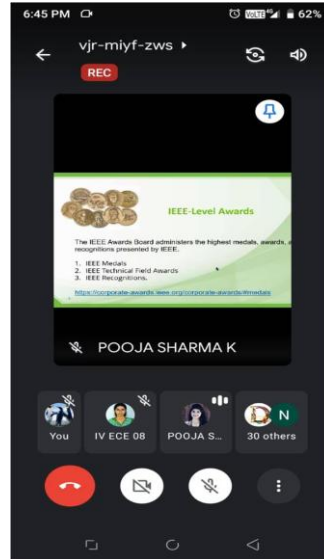 6:45 PM
VoLTE 4G 62%
vjr-miyf-zws
REC
IEEE-Level Awards
The IEEE Awards Board administers the highest medals, awards, a
recognitions presented by IEEE.
1. IEEE Medals
2. IEEE Technical Field Awards
3. IEEE Recognitions.
https://corporate-awards.ieee.org/corporate-awards/#medals
POOJA SHARMA K
You
IV ECE 08
POOJA S...
N
30 others